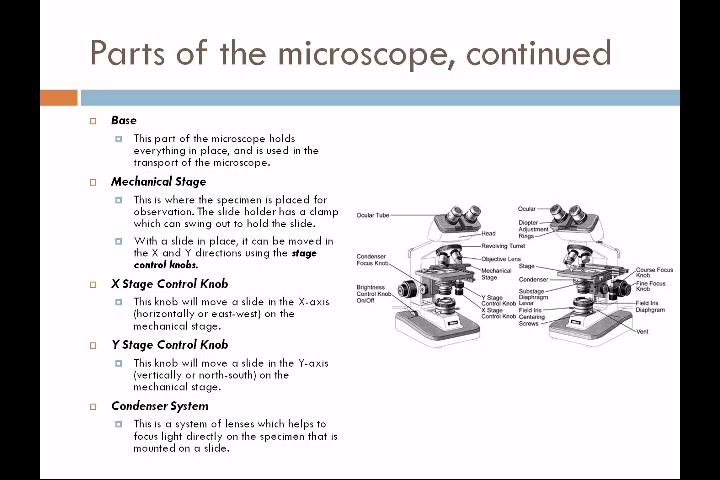 Parts of the microscope, continued
Base
This part of the microscope holds
everything in place, and is used in the
transport of the microscope.
Mechanical Stage
This is where the specimen is placed for
observation. The slide holder has a clamp
which can swing out to hold the slide.
With a slide in place, it can be moved in
the X and Y directions using the stage
control knobs.
X Stage Control Knob
This knob will move a slide in the X-axis
(horizontally or east-west) on the
mechanical stage.
Y Stage Control Knob
This knob will move a slide in the Y-axis
(vertically or north-south) on the
mechanical stage.
Condenser System
This is a system of lenses which helps to
focus light directly on the specimen that is
mounted on a slide.
Ocular Tube
Head
Revolving Turret
Objective Lens
Condenser
Focus Knob
Mechanical
Stage
Brightness
Control Knob
On/Off
Y Stage
Control Knob
X Stage
Control Knob
Ocular
Diopter
Adjustment
Rings
Stage
Condenser
Substage
Diaphragm
Lever
Field Iris
Centering
Screws
Course Focus
Knob
Fine Focus
Knob
Field Iris
Diaphgram
Vent